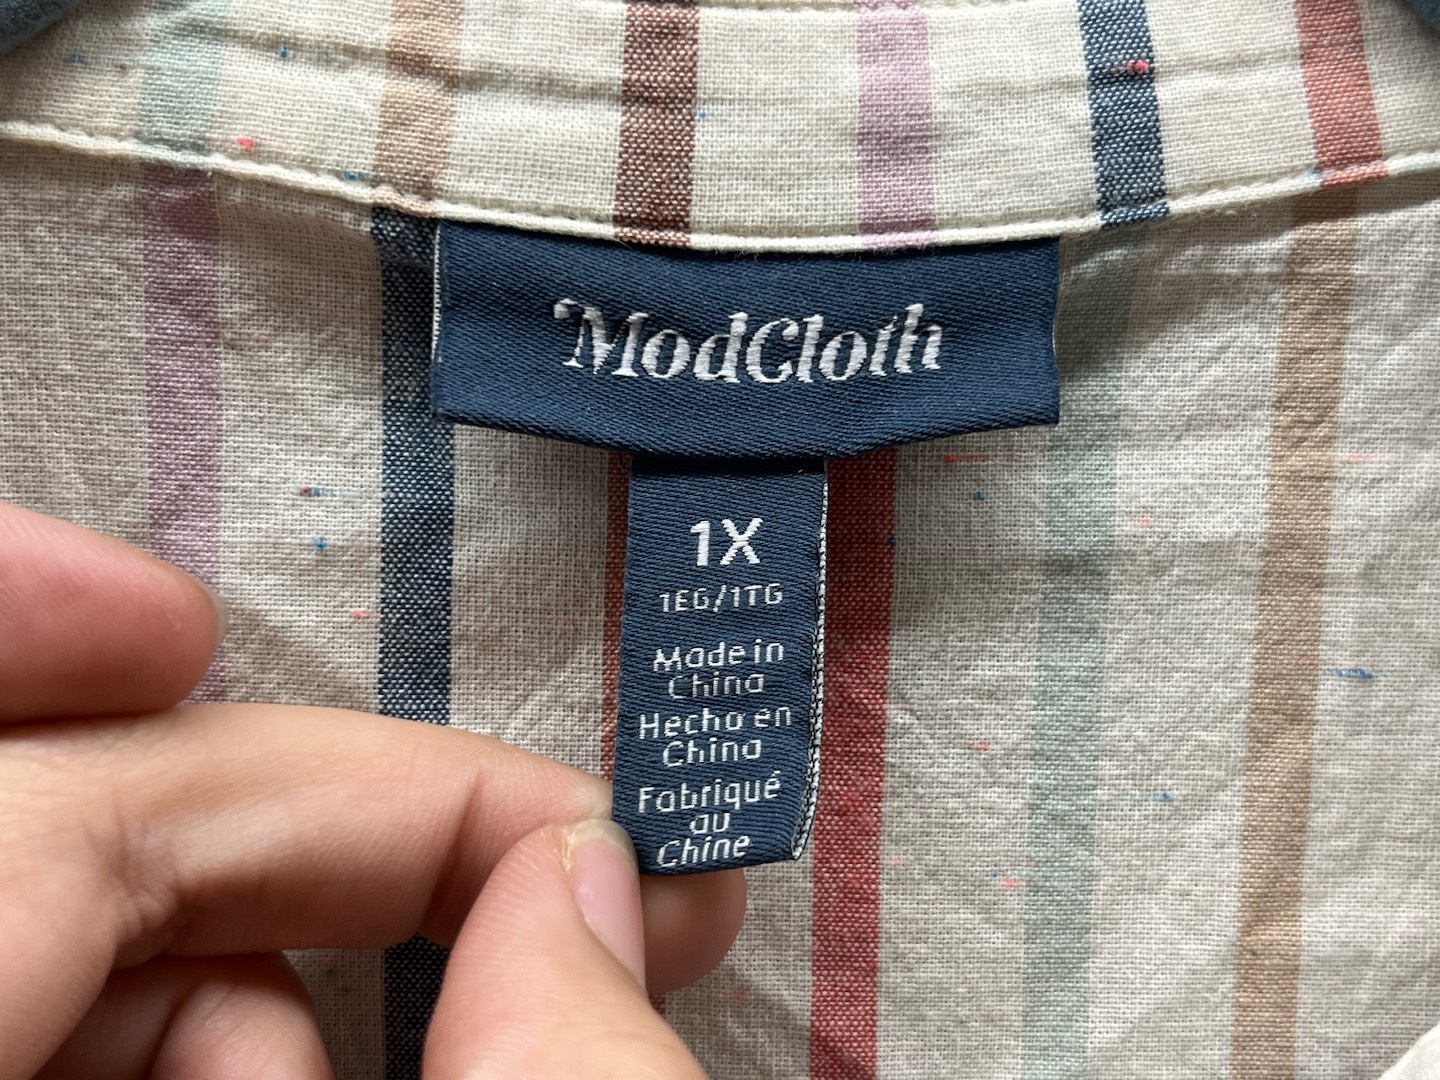 ModCloth
1X
1EG/1TG
Made in
China
Hecho en
China
Fabriqué
au
Chine